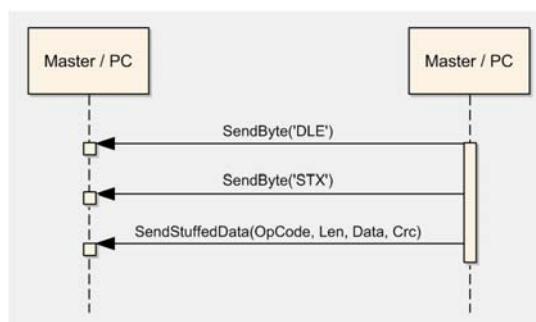 Master / PC
Master / PC
SendByte('DLE')
SendByte('STX')
SendStuffedData(OpCode, Len, Data, Crc)